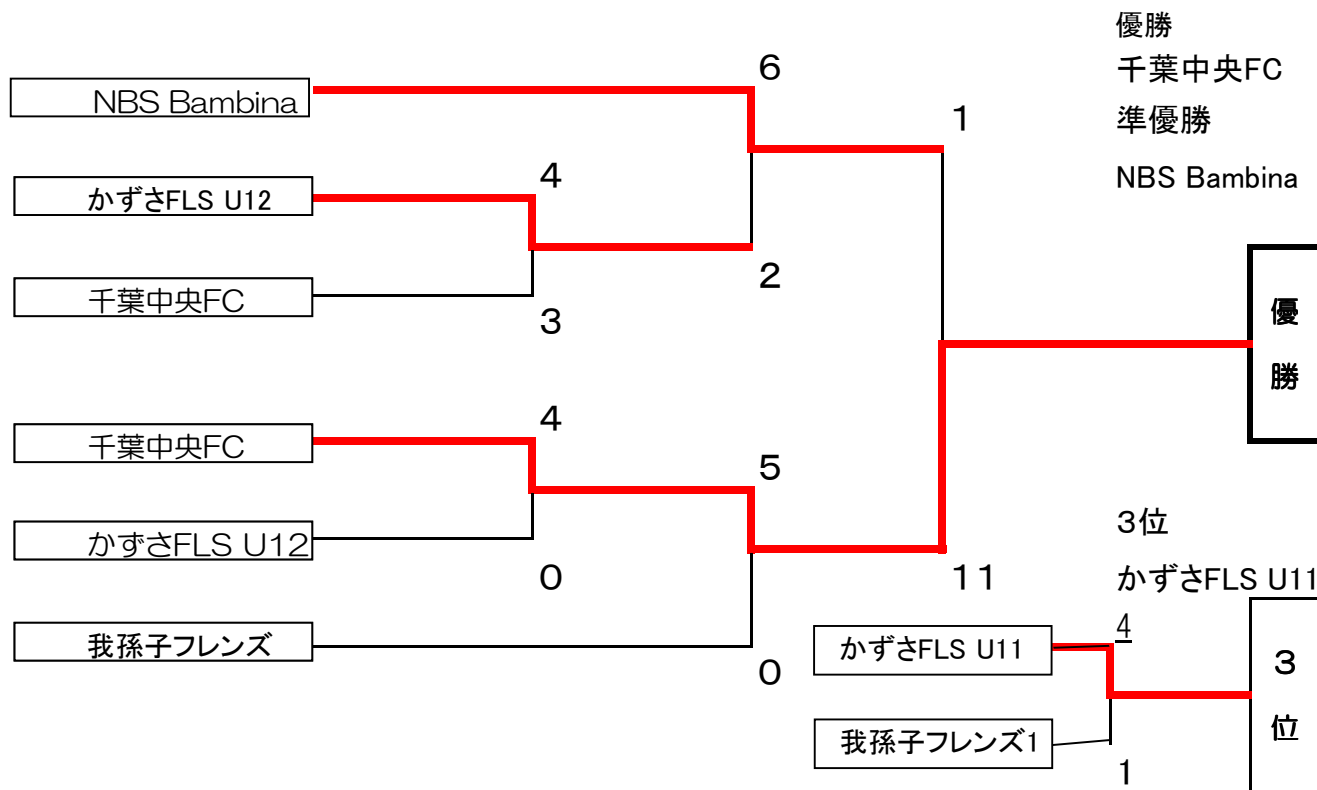 優勝
千葉中央FC
準優勝
NBS Bambina
6
NBS Bambina
1
4
かずさFLS U12
2
千葉中央FC
3
優
勝
4
千葉中央FC
5
かずさFLS U12
0
11
3位
かずさFLS U11
我孫子フレンズ
0
かずさFLS U11
4
3
位
我孫子フレンズ1
1